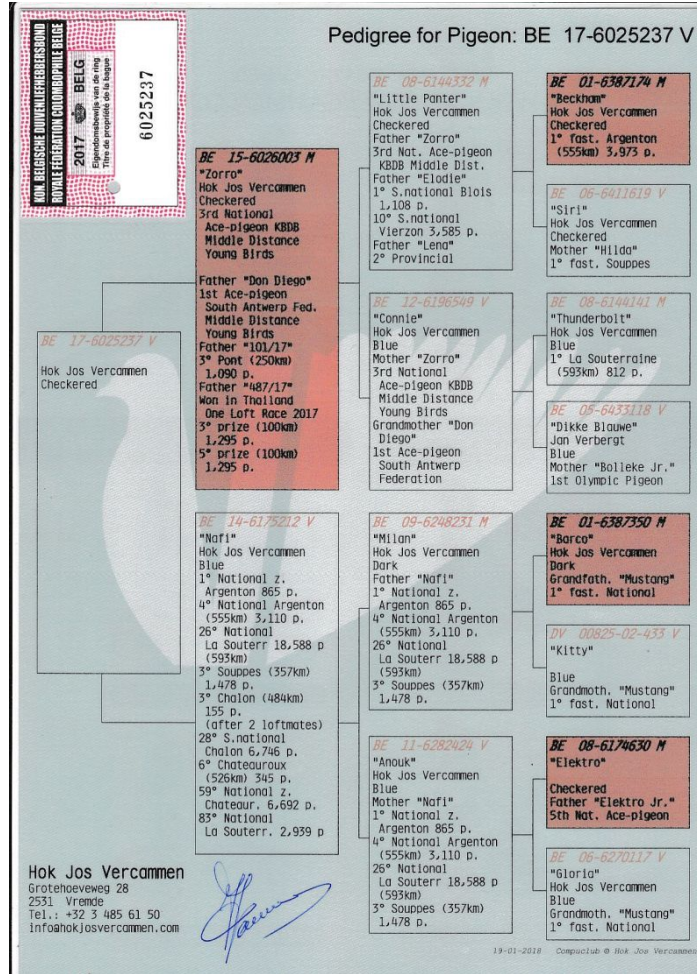 KON. BELGISCHE DUIVENLIEFHEBBERSBOND
ROYALE FEDERATION COLOMBOPHILE BELGE
2017 BELG
Eigendomsbewijs van de ring
Titre de propriété de la bague
6025237
Pedigree for Pigeon: BE 17-6025237 V
BE 17-6025237 V
Hok Jos Vercammen
Checkered
BE 15-6026003 M
"Zorro"
Hok Jos Vercammen
Checkered
3rd National
Ace-pigeon KBDB
Middle Distance
Young Birds
Father "Don Diego"
1st Ace-pigeon
South Antwerp Fed.
Middle Distance
Young Birds
Father "101/17"
3° Pont (250km)
1,090 p.
Father "487/17"
Won in Thailand
One Loft Race 2017
3° prize (100km)
1,295 p.
5° prize (100km)
1,295 p.
BE 14-6175212 V
"Nafi"
Hok Jos Vercammen
Blue
1° National z.
Argenton 865 p.
4° National Argenton
(555km) 3,110 p.
26° National
La Souterr 18,588 p
(593km)
3° Souppes (357km)
1,478 p.
3° Chalon (484km)
155 p.
(after 2 loftmates)
28° S.national
Chalon 6,746 p.
6° Chateauroux
(526km) 345 p.
59° National z.
Chateaur. 6,692 p.
83° National
La Souterr. 2,939 p
BE 08-6144332 M
"Little Panter"
Hok Jos Vercammen
Checkered
Father "Zorro"
3rd Nat. Ace-pigeon
KBDB Middle Dist.
Father "Elodie"
1° S.national Blois
1,108 p.
10° S.national
Vierzon 3,585 p.
Father "Lena"
2° Provincial
BE 12-6196549 V
"Connie"
Hok Jos Vercammen
Blue
Mother "Zorro"
3rd National
Ace-pigeon KBDB
Middle Distance
Young Birds
Grandmother "Don
Diego"
1st Ace-pigeon
South Antwerp
Federation
BE 09-6248231 M
"Milan"
Hok Jos Vercammen
Dark
Father "Nafi"
1° National z.
Argenton 865 p.
4° National Argenton
(555km) 3,110 p.
26° National
La Souterr 18,588 p
(593km)
3° Souppes (357km)
1,478 p.
BE 11-6282424 V
"Anouk"
Hok Jos Vercammen
Blue
Mother "Nafi"
1° National z.
Argenton 865 p.
4° National Argenton
(555km) 3,110 p.
26° National
La Souterr 18,588 p
(593km)
3° Souppes (357km)
1,478 p.
BE 01-6387174 M
"Beckham"
Hok Jos Vercammen
Checkered
1° fast. Argenton
(555km) 3,973 p.
BE 06-6411619 V
"Siri"
Hok Jos Vercammen
Checkered
Mother "Hilda"
1° fast. Souppes
BE 08-6144141 M
"Thunderbolt"
Hok Jos Vercammen
Blue
1° La Souterraine
(593km) 812 p.
BE 05-6433118 V
"Dikke Blauwe"
Jan Verbergt
Blue
Mother "Bolleke Jr."
1st Olympic Pigeon
BE 01-6387350 M
"Barco"
Hok Jos Vercammen
Dark
Grandfath. "Mustang"
1° fast. National
DV 00825-02-433 V
"Kitty"
Blue
Grandmoth. "Mustang"
1° fast. National
BE 08-6174630 M
"Elektro"
Checkered
Father "Elektro Jr."
5th Nat. Ace-pigeon
BE 06-6270117 V
"Gloria"
Hok Jos Vercammen
Blue
Grandmoth. "Mustang"
1° fast. National
Hok Jos Vercammen
Grotehoeveweg 28
2531 Vremde
Tel.: +32 3 485 61 50
info@hokjosvercammen.com
19-01-2018 Compuclub © Hok Jos Vercammen